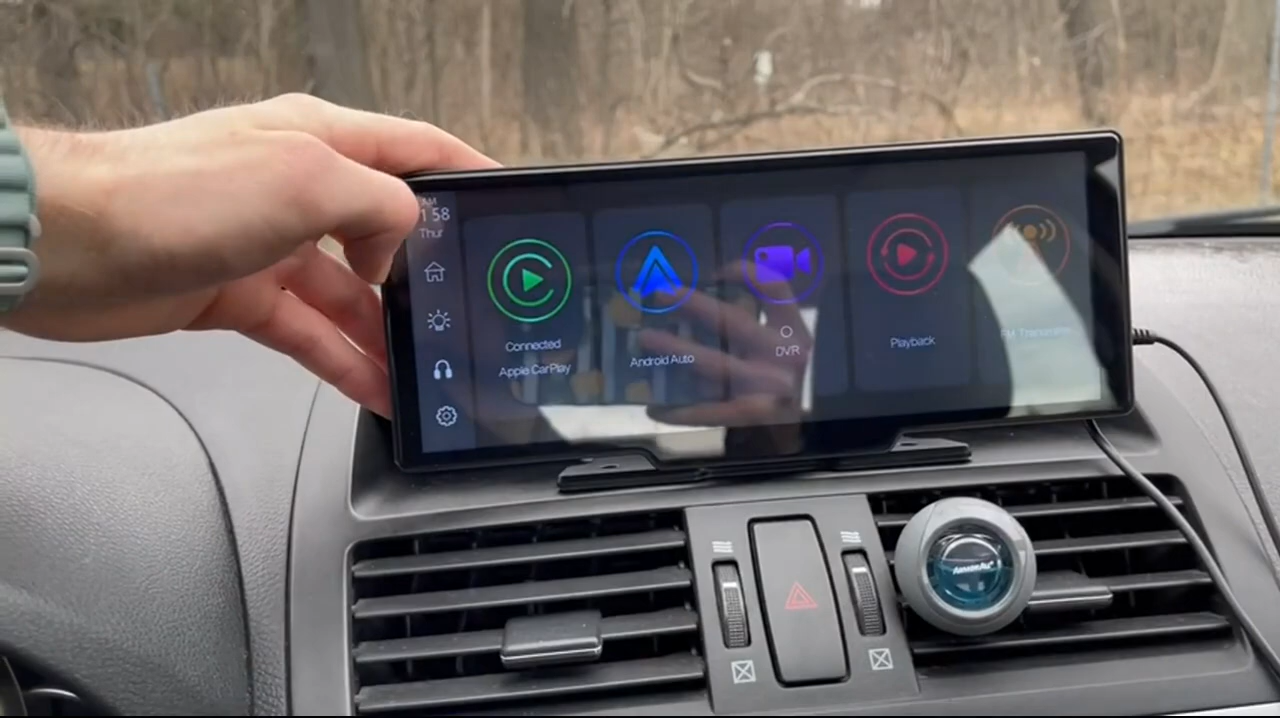 AM
1 58
Thur
Connected
Apple CarPlay
Android Auto
DVR
Playback
FM Transmitter